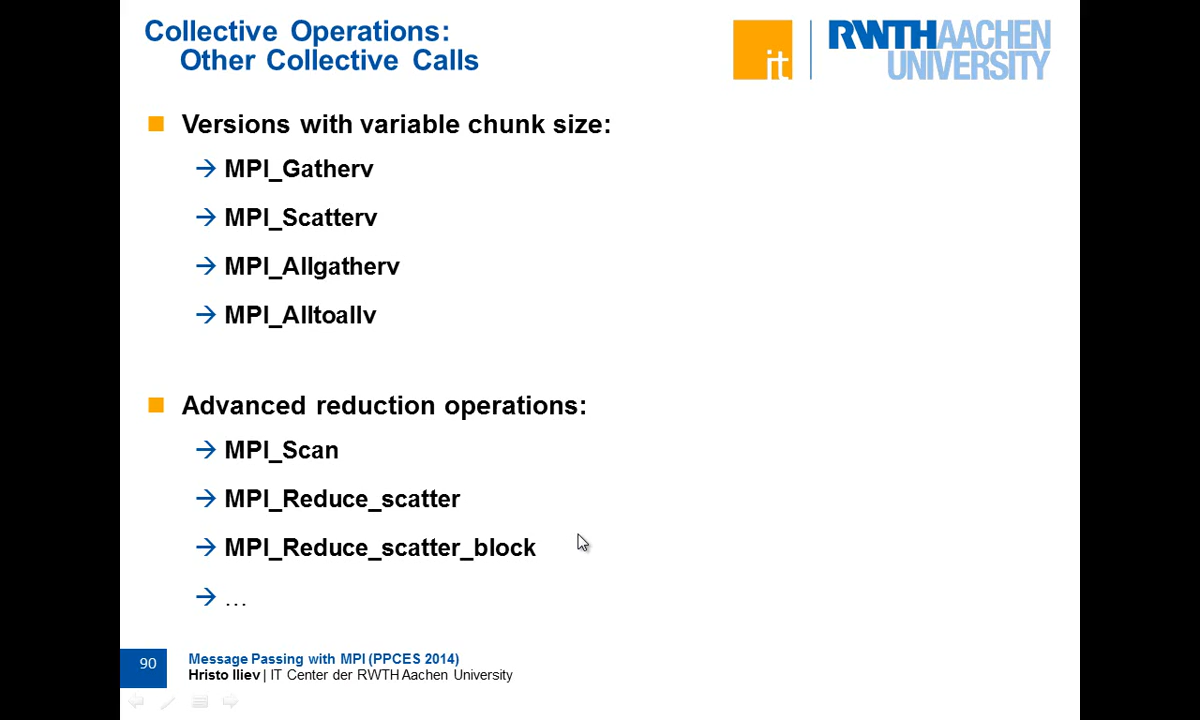 Collective Operations:
Other Collective Calls
it
RWTHAACHEN
UNIVERSITY
Versions with variable chunk size:
→ MPI_Gatherv
→ MPI_Scatterv
→ MPI_Allgatherv
→ MPI_Alltoallv
Advanced reduction operations:
→ MPI_Scan
→ MPI_Reduce_scatter
→ MPI_Reduce_scatter_block
→ …
90
Message Passing with MPI (PPCES 2014)
Hristo Iliev | IT Center der RWTH Aachen University